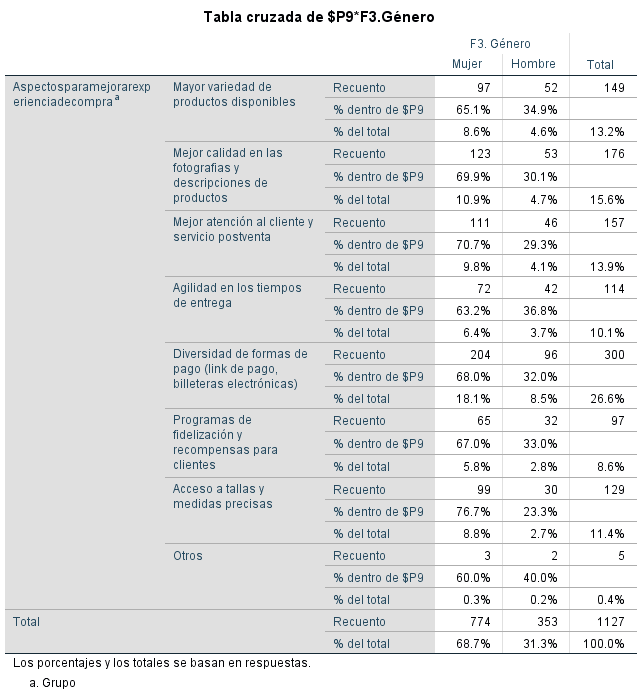 Tabla cruzada de $P9*F3.Género
F3. Género
Mujer Hombre Total
Aspectosparamejorarexp
erienciadecompra a
Mayor variedad de
productos disponibles
Recuento 97 52 149
% dentro de $P9 65.1% 34.9%
% del total 8.6% 4.6% 13.2%
Mejor calidad en las
fotografias y
descripciones de
productos
Recuento 123 53 176
% dentro de $P9 69.9% 30.1%
% del total 10.9% 4.7% 15.6%
Mejor atención al cliente y
servicio postventa
Recuento 111 46 157
% dentro de $P9 70.7% 29.3%
% del total 9.8% 4.1% 13.9%
Agilidad en los tiempos
de entrega
Recuento 72 42 114
% dentro de $P9 63.2% 36.8%
% del total 6.4% 3.7% 10.1%
Diversidad de formas de
pago (link de pago,
billeteras electrónicas)
Recuento 204 96 300
% dentro de $P9 68.0% 32.0%
% del total 18.1% 8.5% 26.6%
Programas de
fidelización y
recompensas para
clientes
Recuento 65 32 97
% dentro de $P9 67.0% 33.0%
% del total 5.8% 2.8% 8.6%
Acceso a tallas y
medidas precisas
Recuento 99 30 129
% dentro de $P9 76.7% 23.3%
% del total 8.8% 2.7% 11.4%
Otros
Recuento 3 2 5
% dentro de $P9 60.0% 40.0%
% del total 0.3% 0.2% 0.4%
Total
Recuento 774 353 1127
% del total 68.7% 31.3% 100.0%
Los porcentajes y los totales se basan en respuestas.
a. Grupo